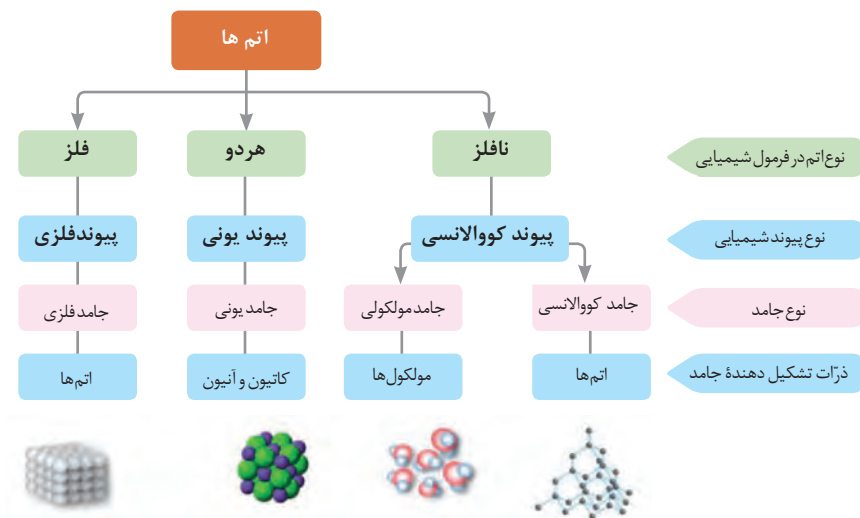 اتم ها
نوع اتم در فرمول شیمیایی
نافلز
هردو
فلز
نوع پیوند شیمیایی
پیوند کووالانسی
پیوند یونی
پیوندفلزی
نوع جامد
جامد کووالانسی
جامد مولکولی
جامد یونی
جامد فلزی
ذرّات تشکیل دهندهٔ جامد
اتم‌ها
مولکول‌ها
کاتیون و آنیون
اتم‌ها